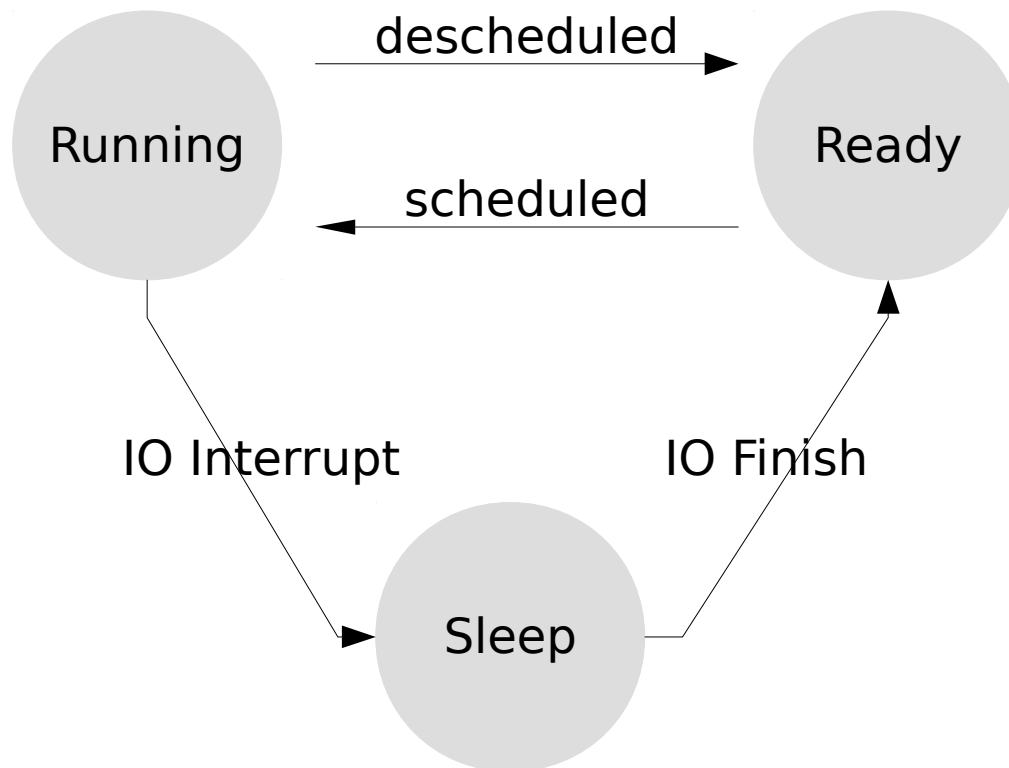 descheduled
Running
Ready
scheduled
IO Interrupt
IO Finish
Sleep